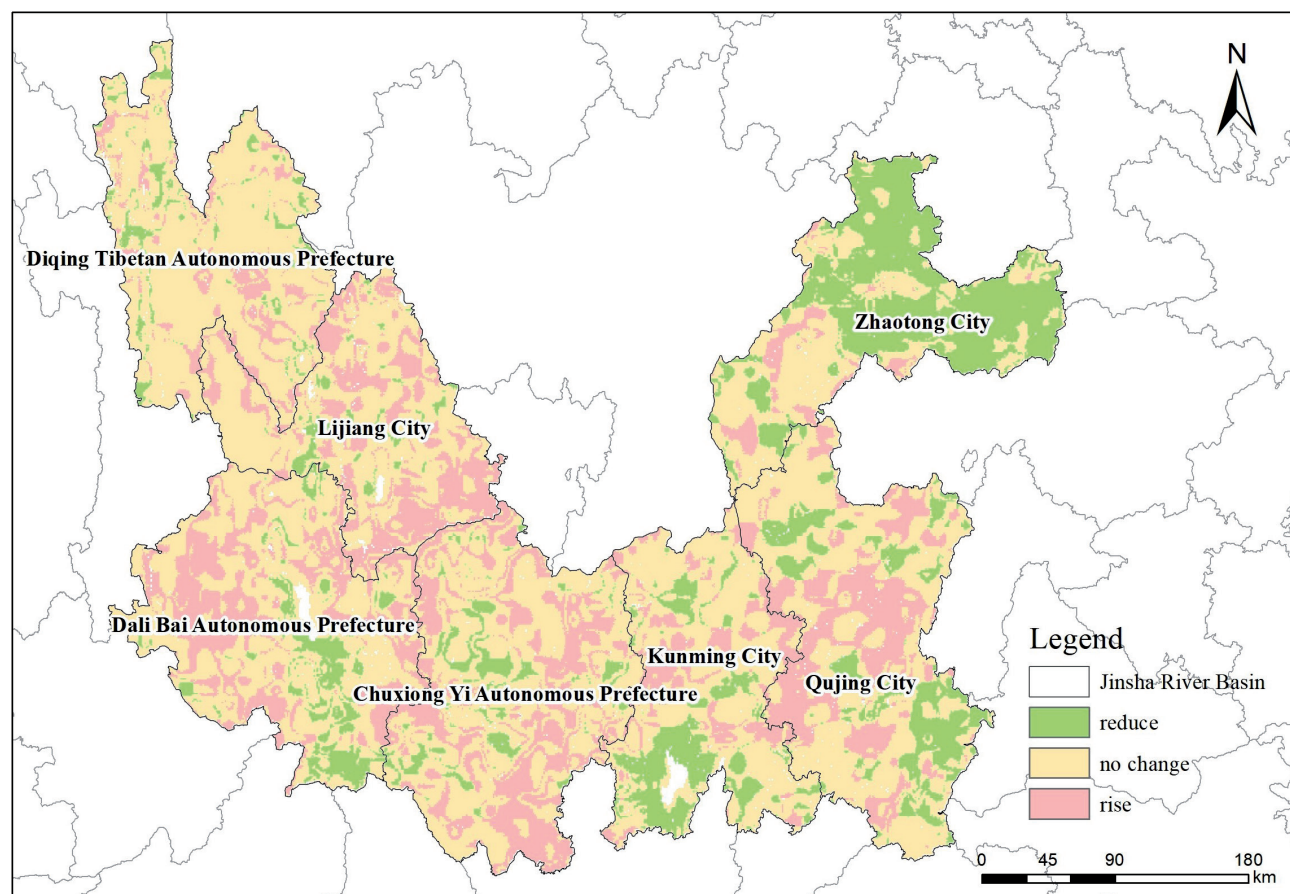 N
Diqing Tibetan Autonomous Prefecture
Zhaotong City
Lijiang City
Dali Bai Autonomous Prefecture
Kunming City
Chuxiong Yi Autonomous Prefecture
Qujing City
Legend
Jinsha River Basin
reduce
no change
rise
0 45 90 180
km